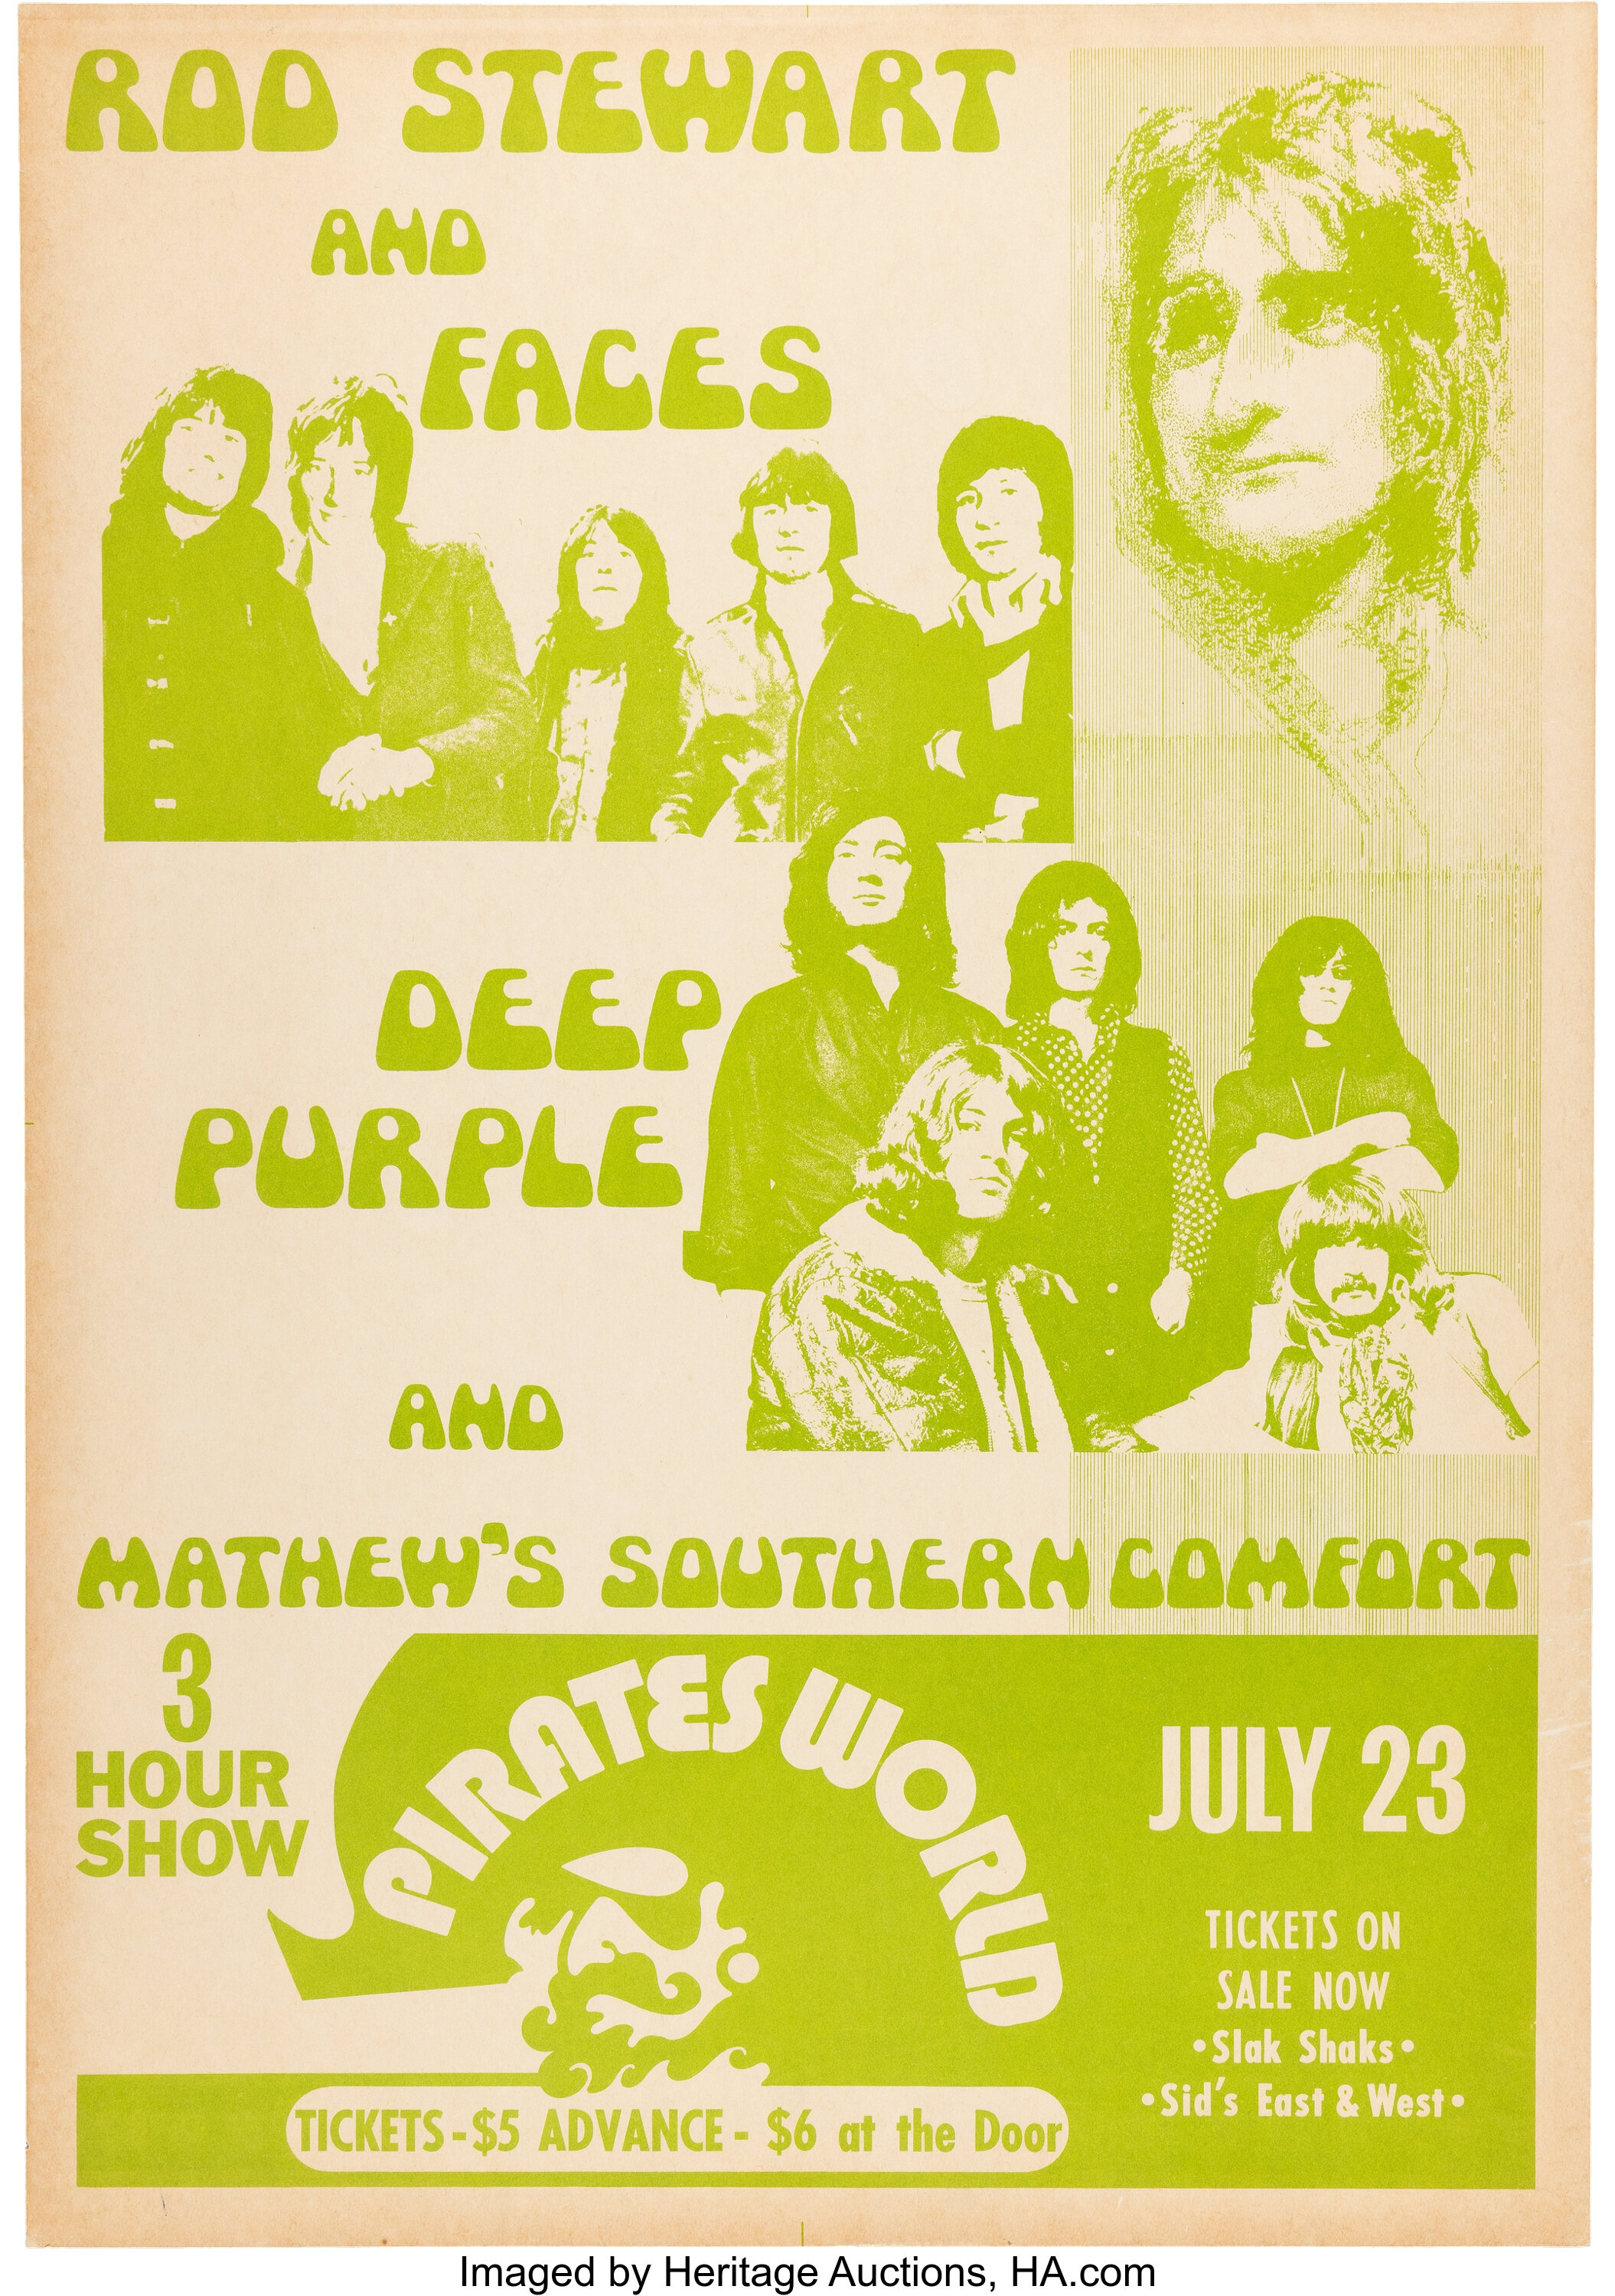 ROD STEWART
AND
FACES
DEEP
PURPLE
AND
MATHEW'S SOUTHERN COMFORT
3
HOUR
SHOW
PIRATES WORLD
JULY 23
TICKETS ON
SALE NOW
•Slak Shaks•
•Sid's East & West•
TICKETS-$5 ADVANCE- $6 at the Door
Imaged by Heritage Auctions, HA.com